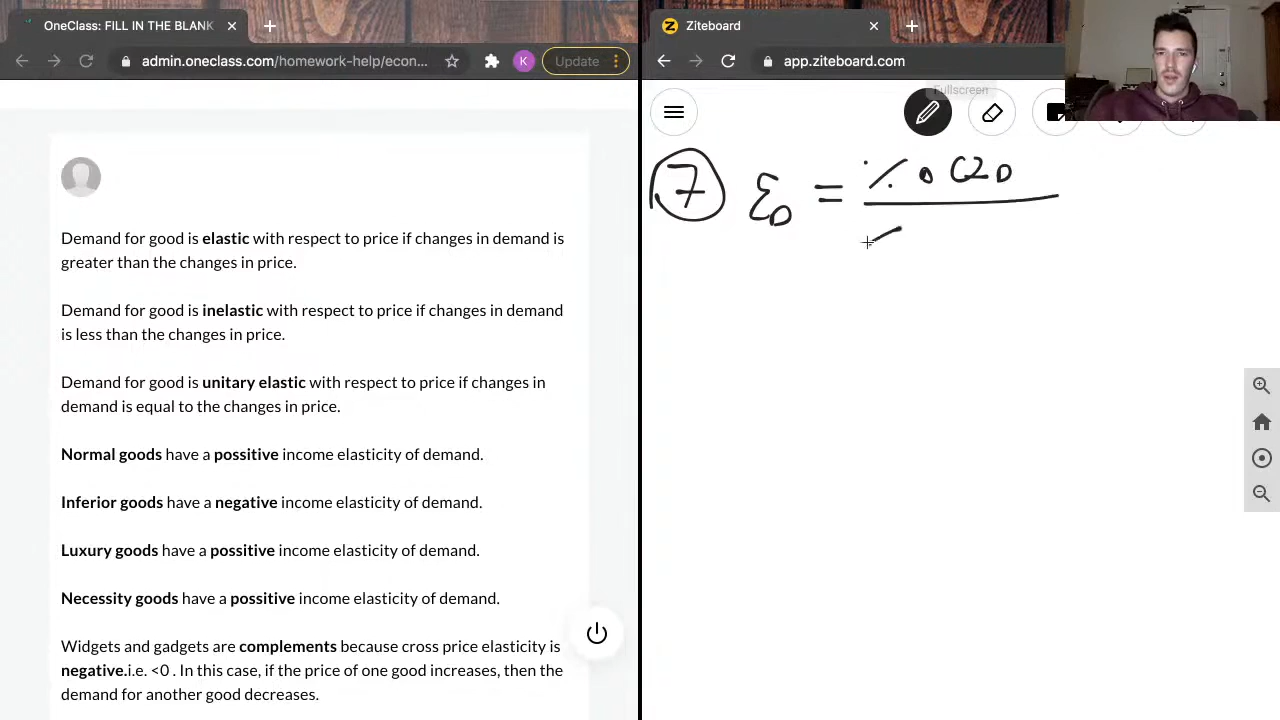 OneClass: FILL IN THE BLANK
Ziteboard
admin.oneclass.com/homework-help/econ...
K
Update
app.ziteboard.com
Fullscreen
Demand for good is elastic with respect to price if changes in demand is
greater than the changes in price.
Demand for good is inelastic with respect to price if changes in demand
is less than the changes in price.
Demand for good is unitary elastic with respect to price if changes in
demand is equal to the changes in price.
Normal goods have a possitive income elasticity of demand.
Inferior goods have a negative income elasticity of demand.
Luxury goods have a possitive income elasticity of demand.
Necessity goods have a possitive income elasticity of demand.
Widgets and gadgets are complements because cross price elasticity is
negative.i.e. <0 . In this case, if the price of one good increases, then the
demand for another good decreases.
7 ε_D = % Δ Q_D